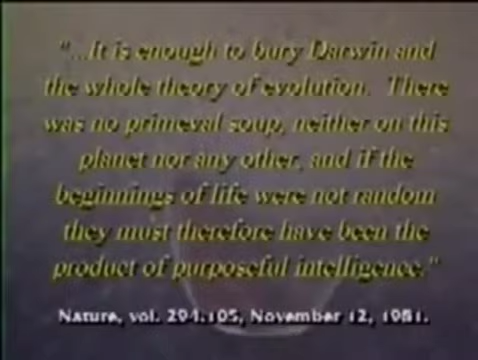 "...It is enough to bury Darwin and
the whole theory of evolution. There
was no primeval soup, neither on this
planet nor any other, and if the
beginnings of life were not random
they must therefore have been the
product of purposeful intelligence."
Nature, vol. 294:105, November 12, 1981.